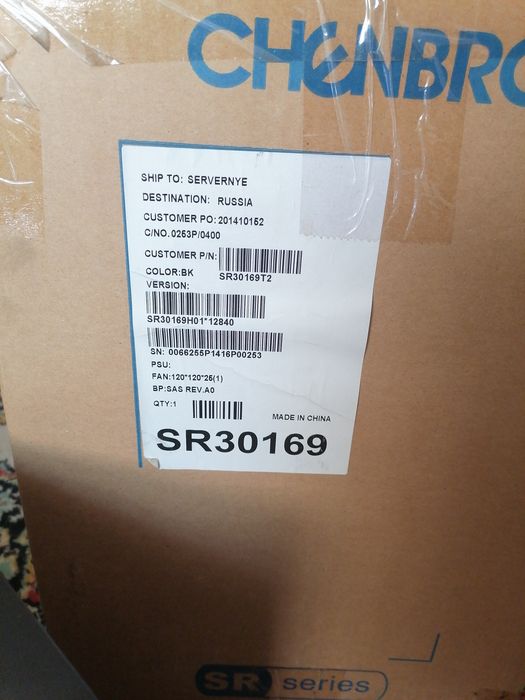 CHENBRO
SHIP TO: SERVERNYE
DESTINATION: RUSSIA
CUSTOMER PO:201410152
C/NO.0253P/0400
CUSTOMER P/N:
COLOR:BK SR30169T2
VERSION:
SR30169H01*12840
SN: 0066255P1416P00253
PSU:
FAN:120*120*25(1)
BP:SAS REV.A0
QTY:1
MADE IN CHINA
SR30169
SR series